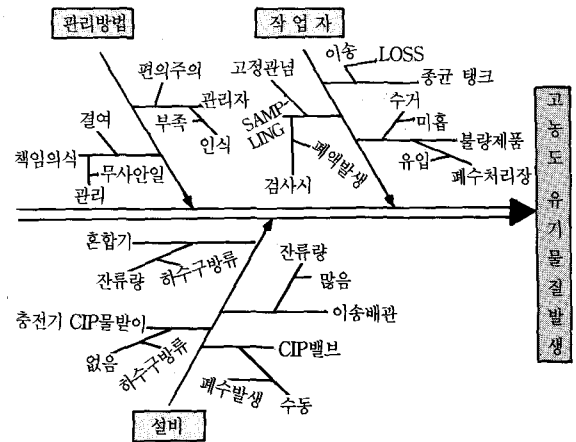 관리방법
작업자
편의주의
관리자
부족
인식
결여
책임의식
무사안일
관리
이송
LOSS
종균 탱크
고정관념
SAMP-
LING
폐액발생
검사시
수거
미흡
불량제품
유입
폐수처리장
고농도 유기물질발생
혼합기
잔류량
하수구방류
충전기 CIP물받이
없음
하수구방류
잔류량
많음
이송배관
CIP밸브
폐수발생
수동
설비